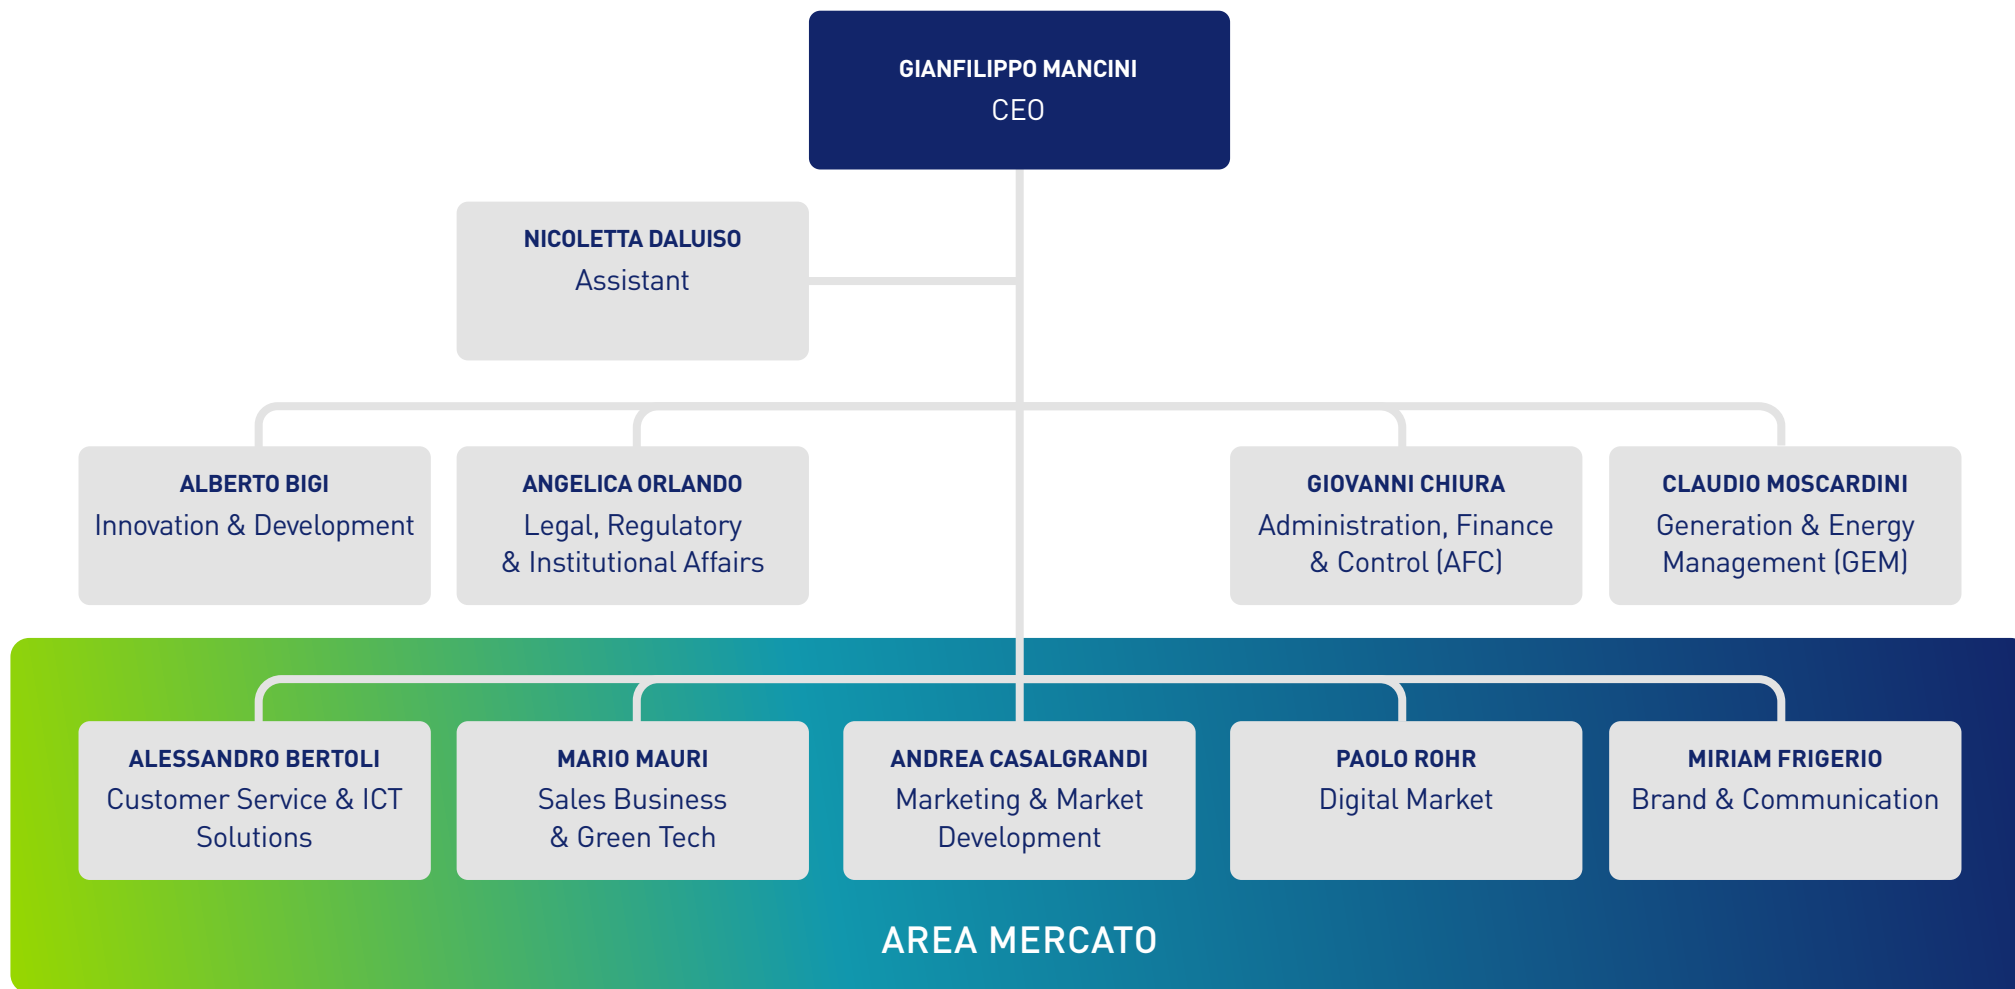 GIANFILIPPO MANCINI
CEO
NICOLETTA DALUISO
Assistant
ALBERTO BIGI
Innovation & Development
ANGELICA ORLANDO
Legal, Regulatory
& Institutional Affairs
GIOVANNI CHIURA
Administration, Finance
& Control (AFC)
CLAUDIO MOSCARDINI
Generation & Energy
Management (GEM)
ALESSANDRO BERTOLI
Customer Service & ICT
Solutions
MARIO MAURI
Sales Business
& Green Tech
ANDREA CASALGRANDI
Marketing & Market
Development
PAOLO ROHR
Digital Market
MIRIAM FRIGERIO
Brand & Communication
AREA MERCATO